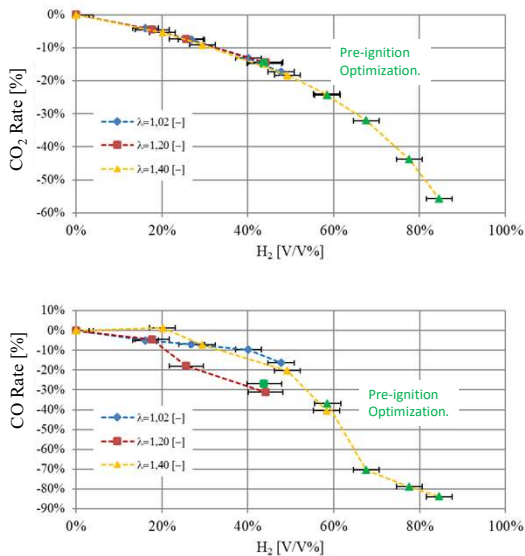 0%
-10%
-20%
-30%
-40%
-50%
-60%
CO₂ Rate [%]
Pre-ignition
Optimization.
λ=1,02 [–]
λ=1,20 [–]
λ=1,40 [–]
0% 20% 40% 60% 80% 100%
H₂ [V/V%]
10%
0%
-10%
-20%
-30%
-40%
-50%
-60%
-70%
-80%
-90%
CO Rate [%]
Pre-ignition
Optimization.
λ=1,02 [–]
λ=1,20 [–]
λ=1,40 [–]
0% 20% 40% 60% 80% 100%
H₂ [V/V%]